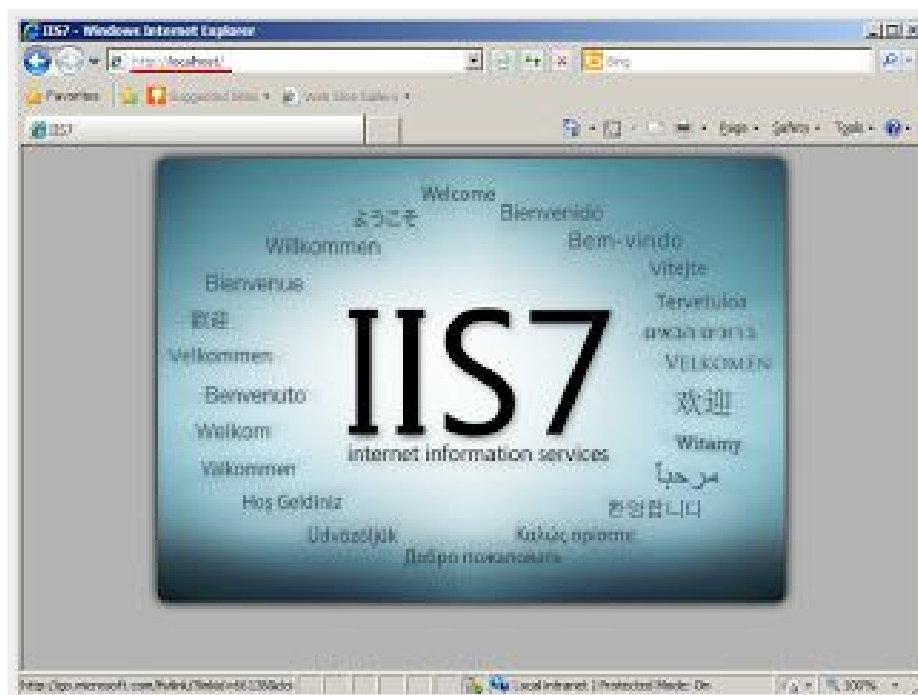 IIS7 - Windows Internet Explorer
http://localhost/
Bing
Favorites Suggested Sites Web Slice Gallery
IIS7
Page Safety Tools
Welcome
ようこそ Bienvenido
Willkommen Bem-vindo
Bienvenue Vítejte
Tervetuloa
歡迎
ברוכים הבאים
Velkommen VELKOMEN
Benvenuto 欢迎
Welkom Witamy
Välkommen مرحباً
Hoş Geldiniz 환영합니다
Üdvözöljük Καλώς ορίσατε
Добро пожаловать
IIS7
internet information services
Local intranet | Protected Mode: On
100%